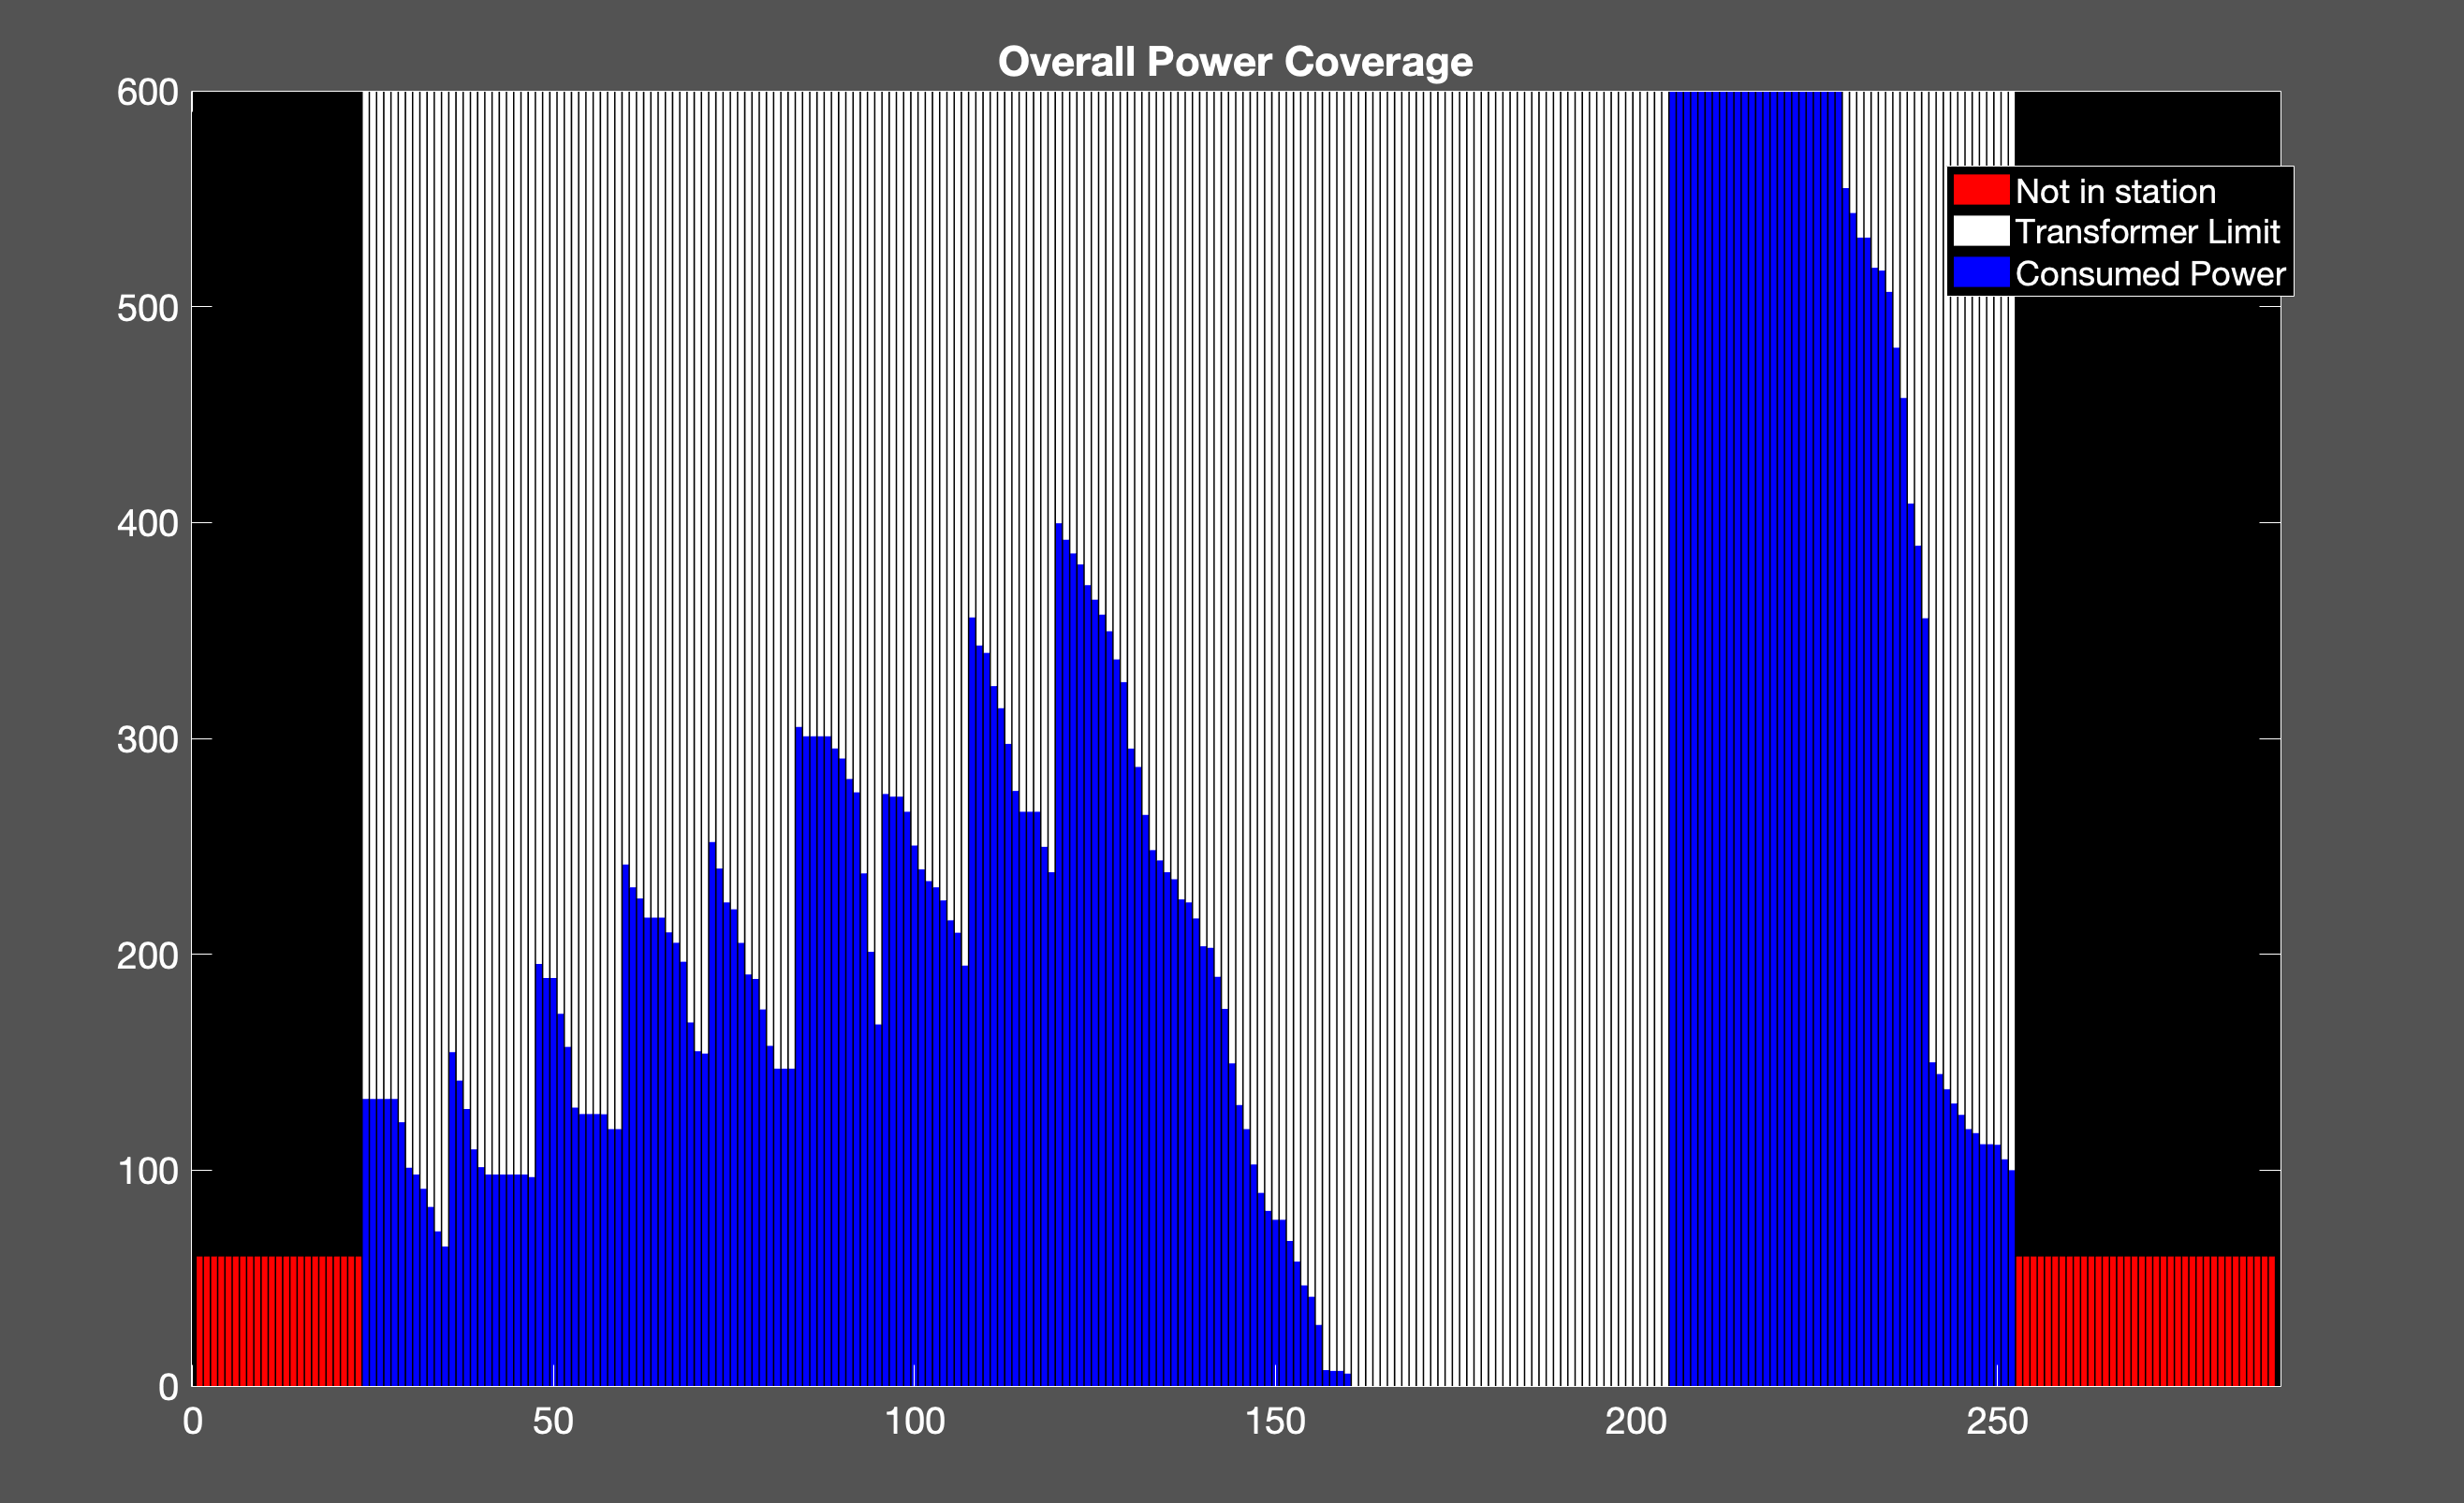 Overall Power Coverage
600
500
400
300
200
100
0
Not in station
Transformer Limit
Consumed Power
0 50 100 150 200 250